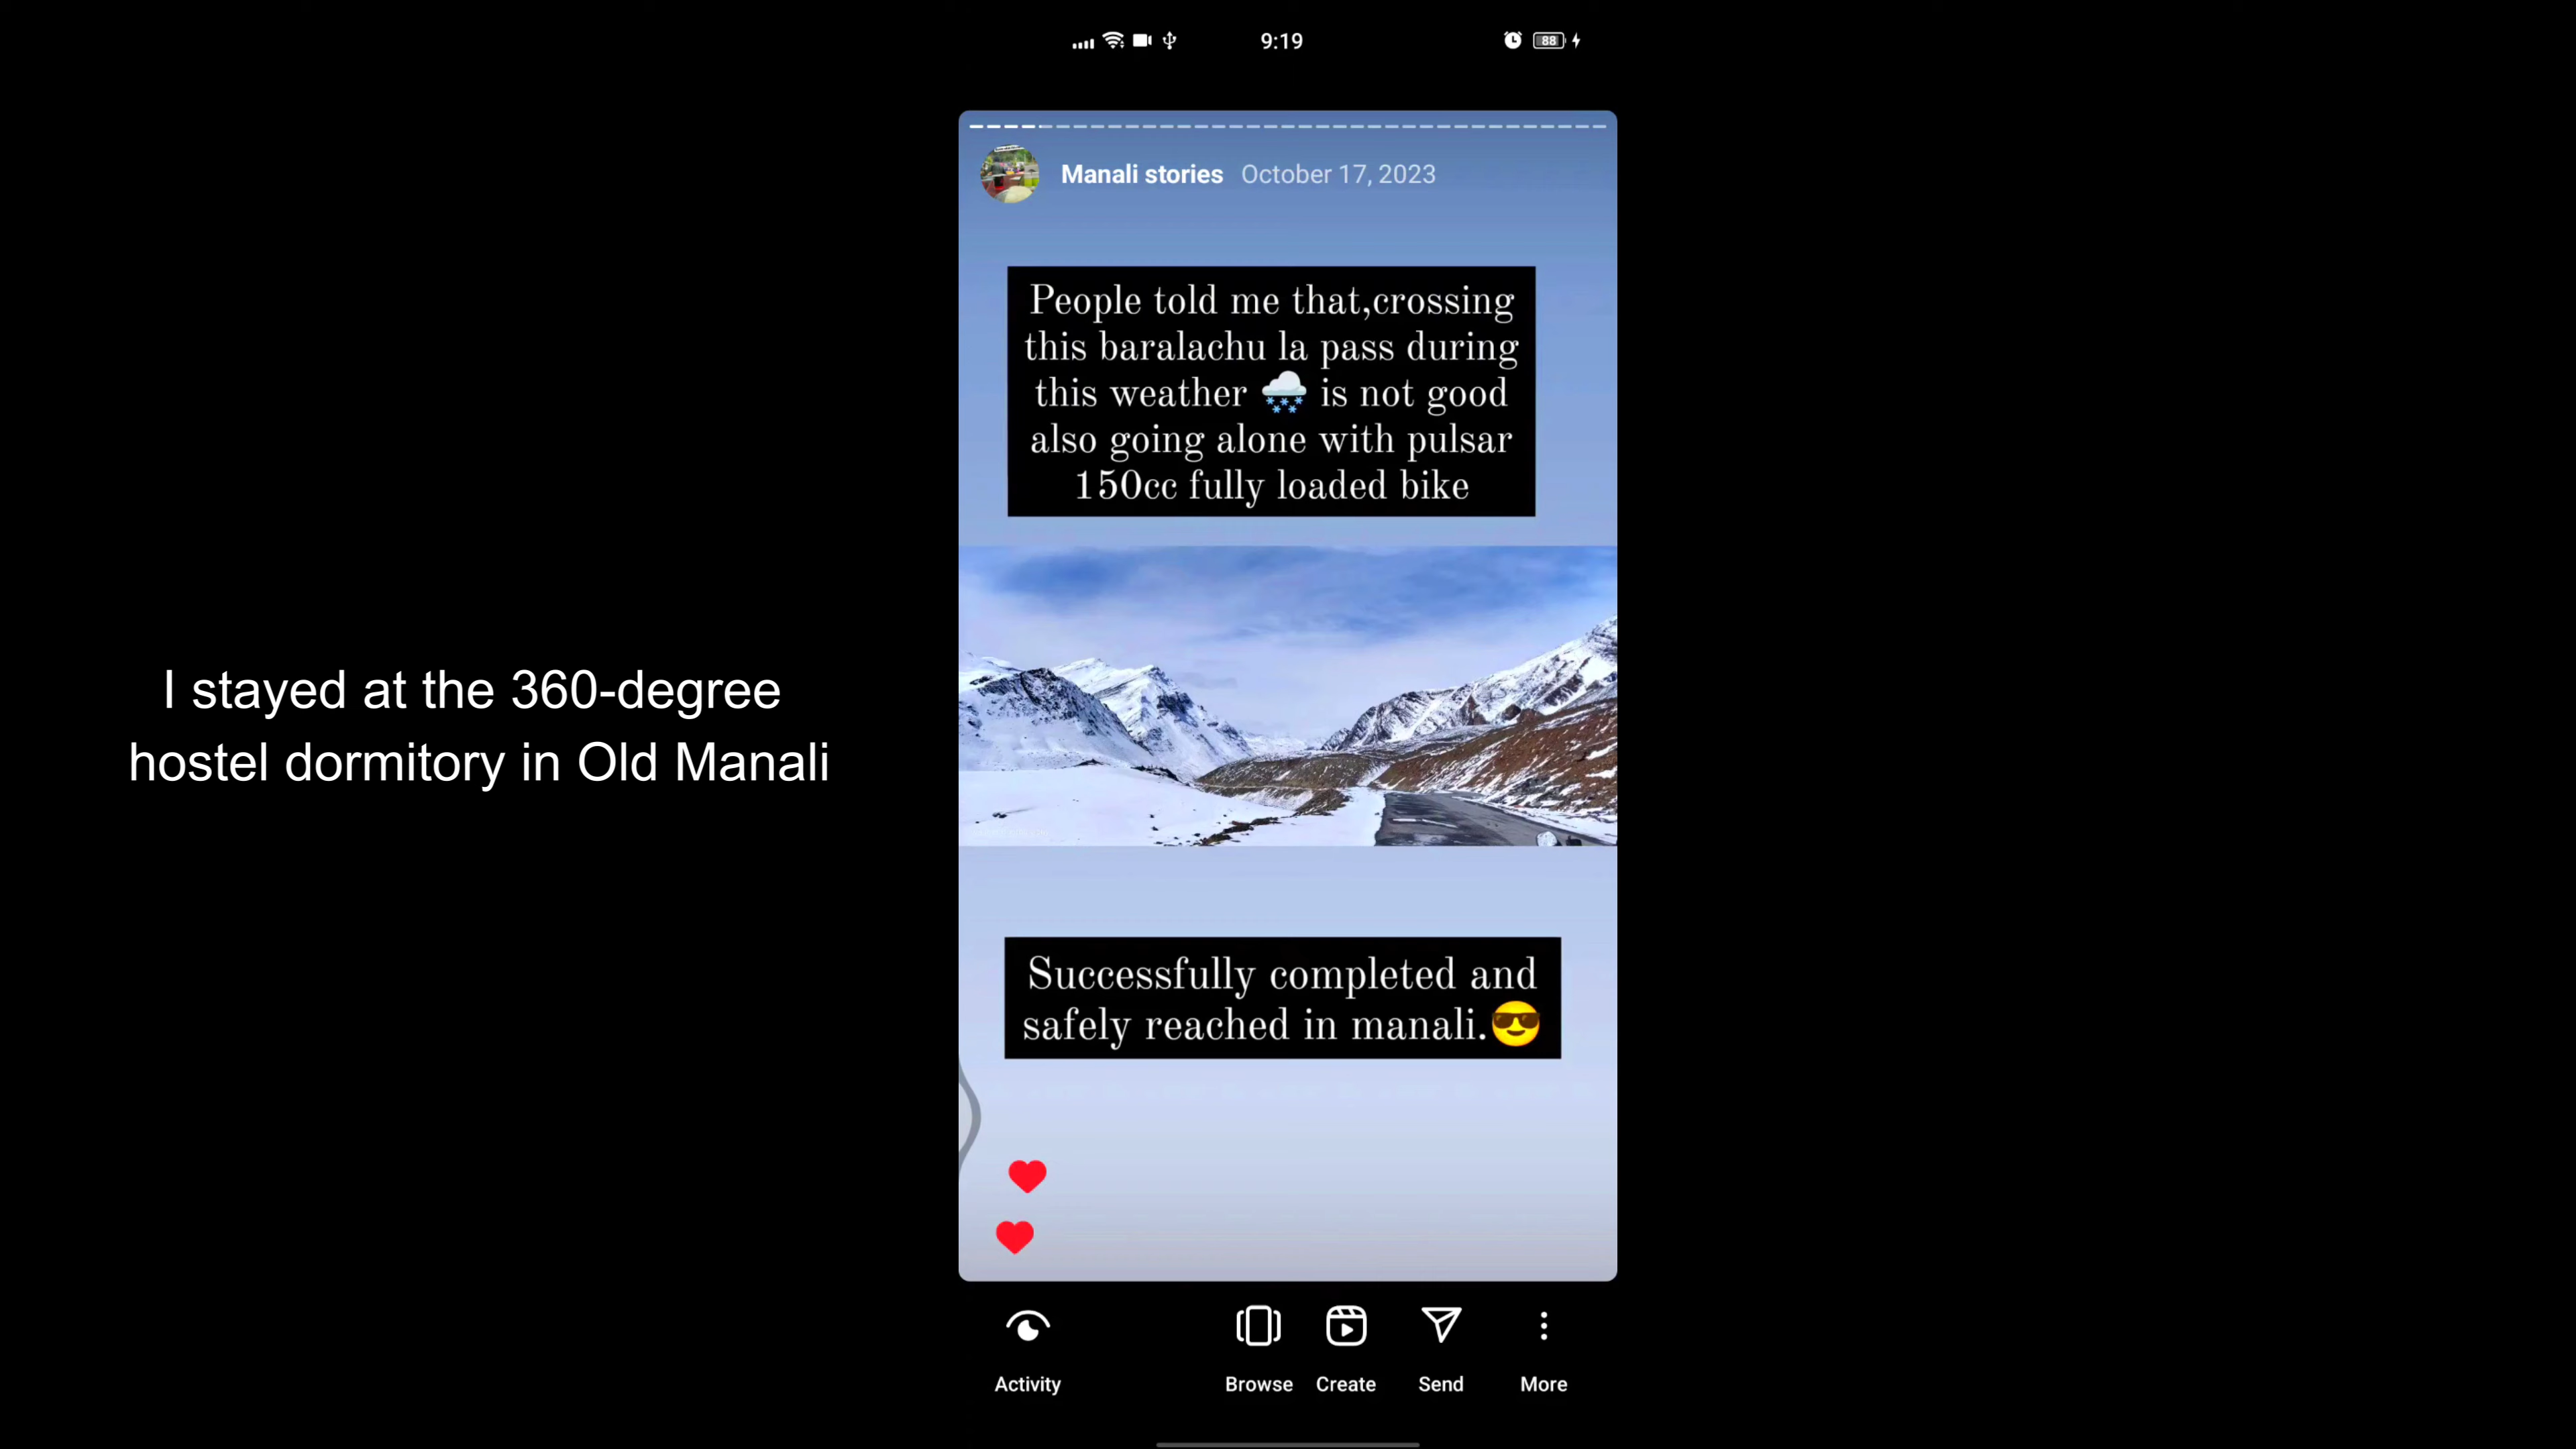 9:19
88
Manali stories October 17, 2023
People told me that,crossing
this baralachu la pass during
this weather 🌨️ is not good
also going alone with pulsar
150cc fully loaded bike
I stayed at the 360-degree
hostel dormitory in Old Manali
Successfully completed and
safely reached in manali.😎
Activity Browse Create Send More